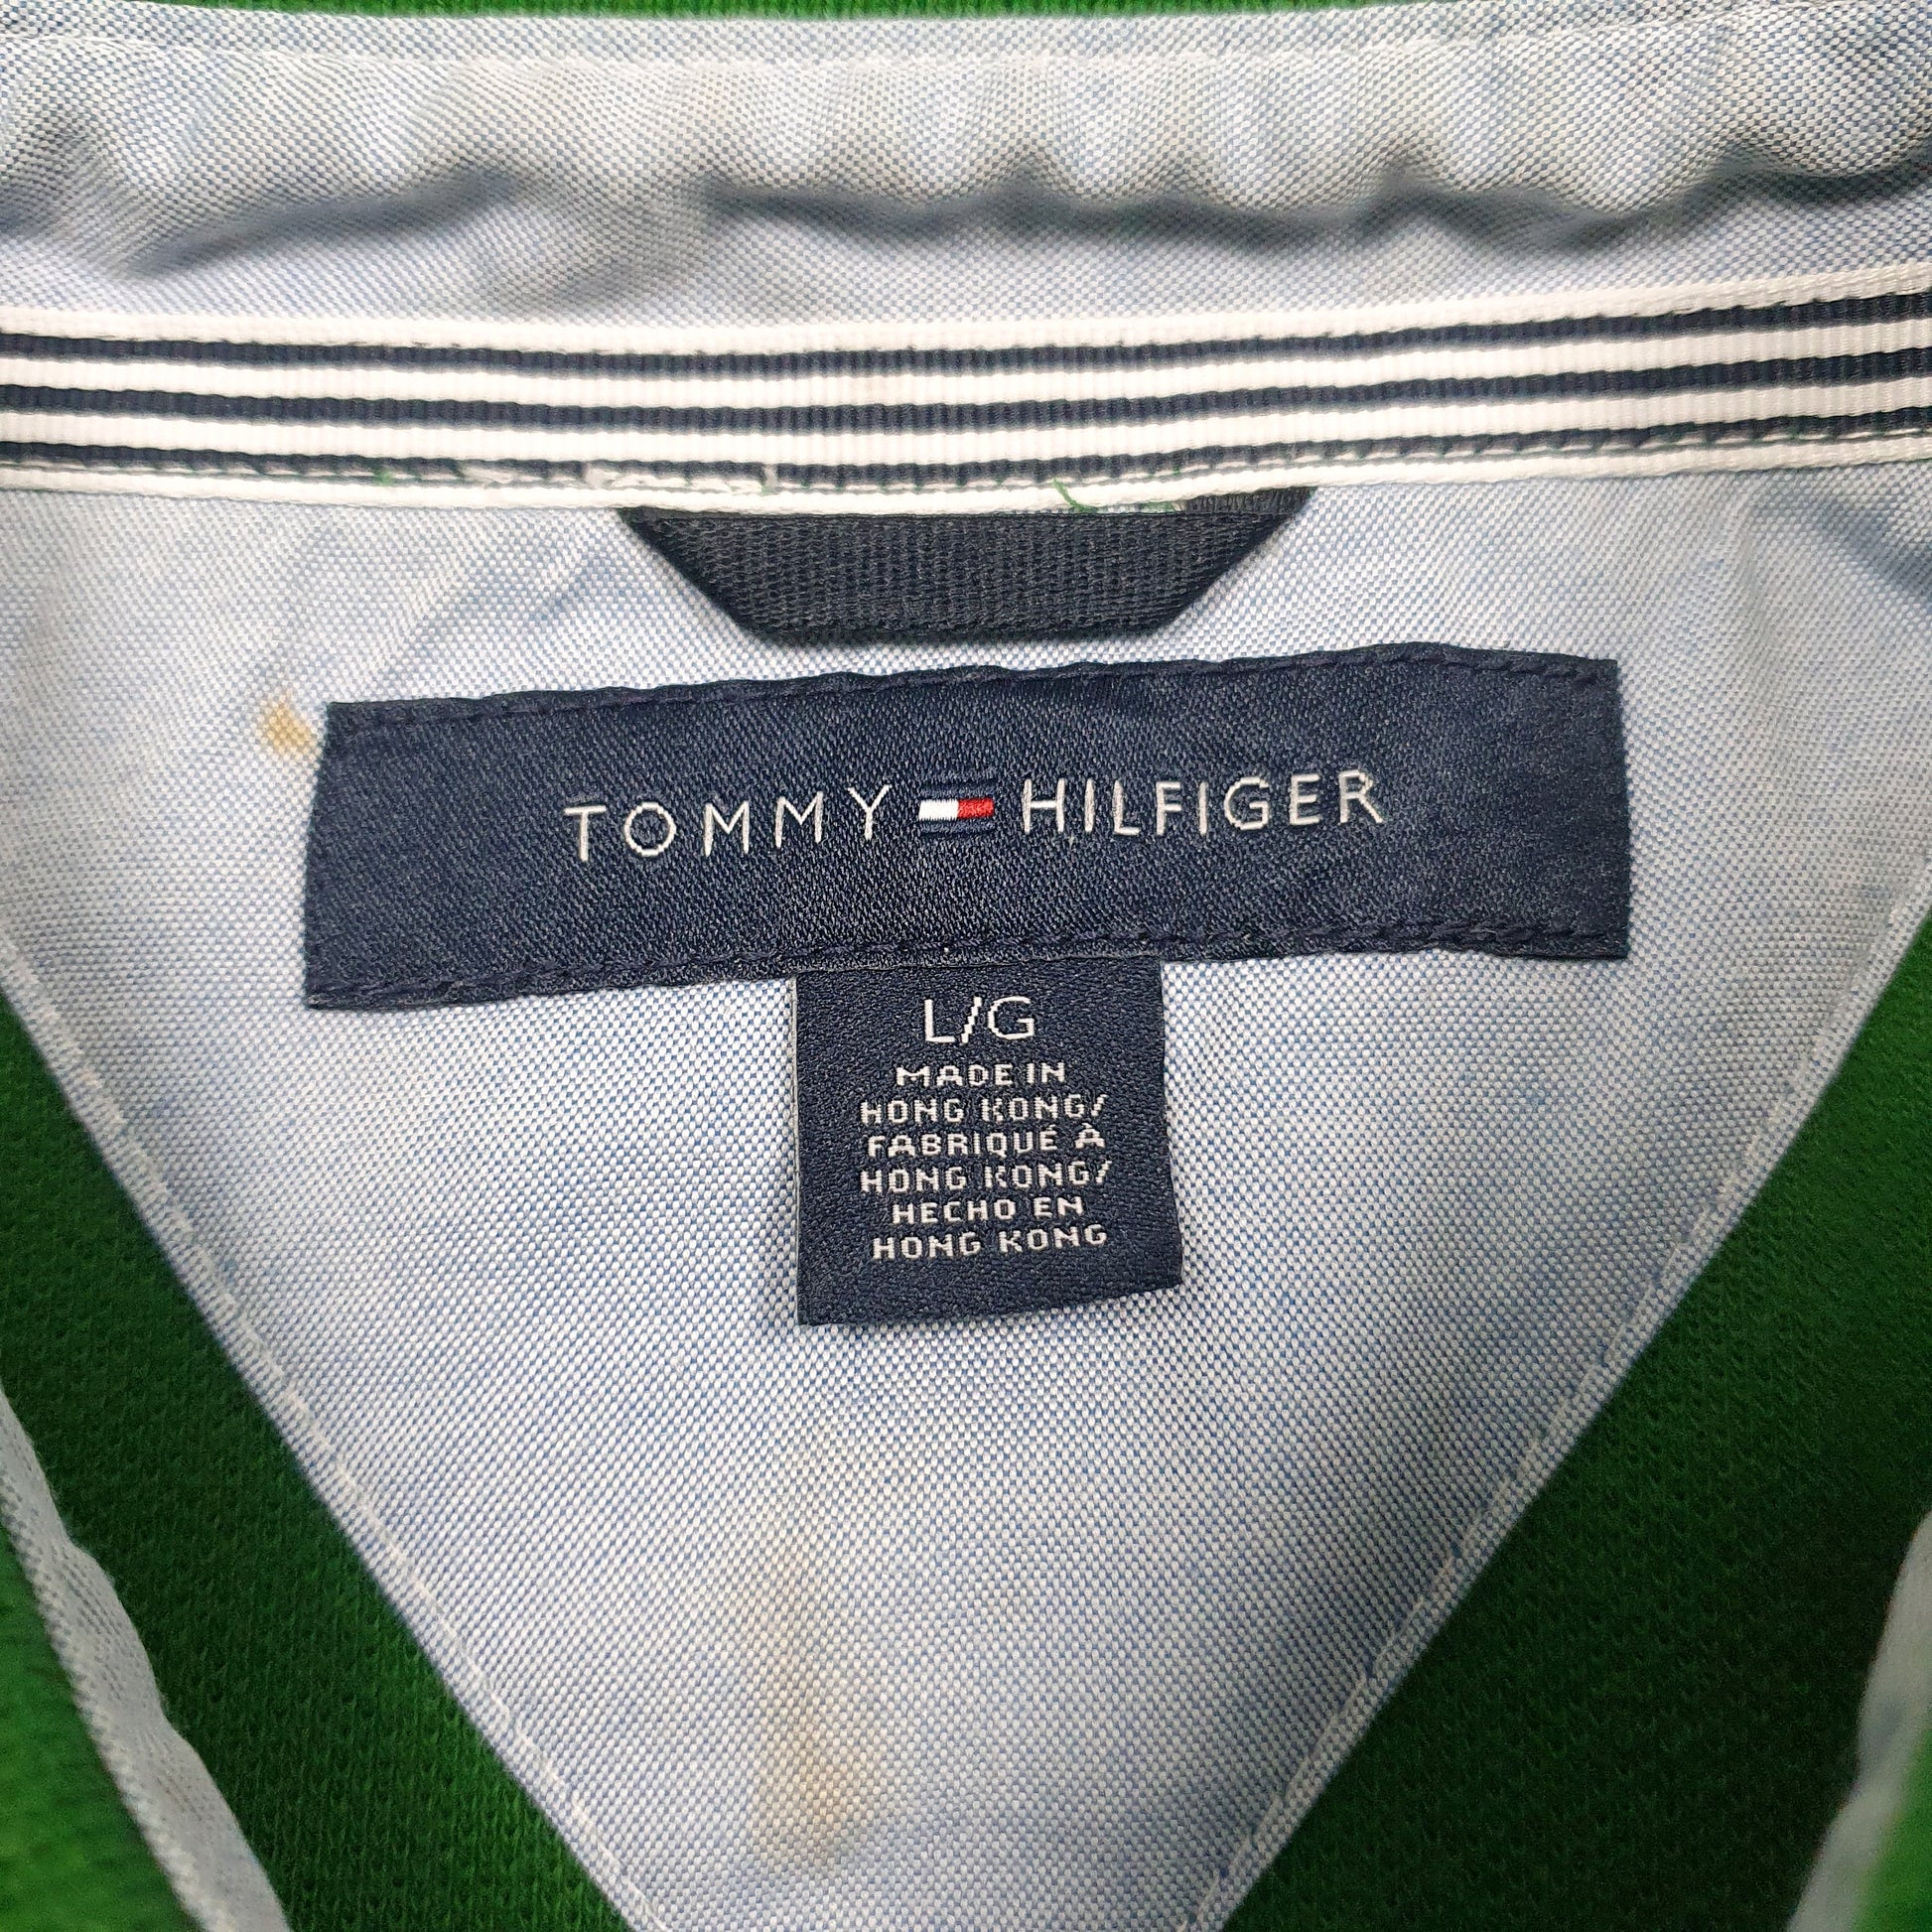 TOMMY HILFIGER
L/G
MADE IN
HONG KONG/
FABRIQUÉ À
HONG KONG/
HECHO EN
HONG KONG